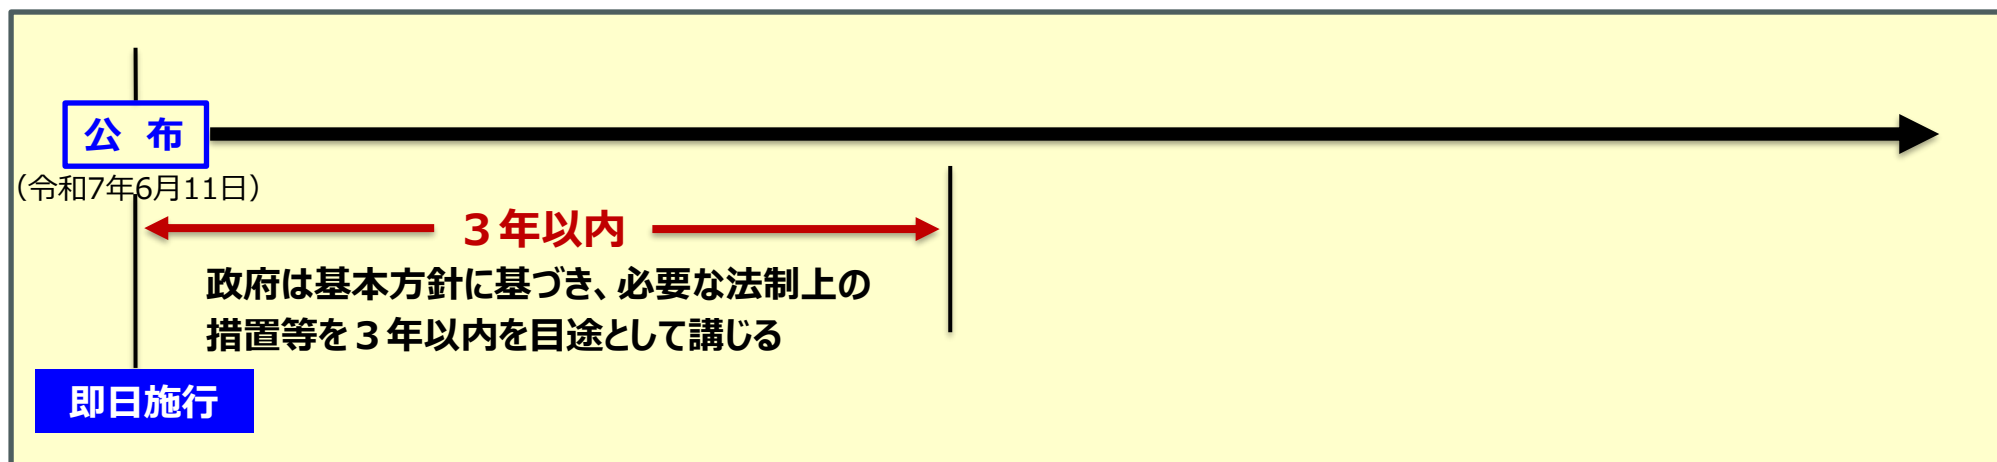 公 布
（令和7年6月11日）
３年以内
政府は基本方針に基づき、必要な法制上の
措置等を３年以内を目途として講じる
即日施行